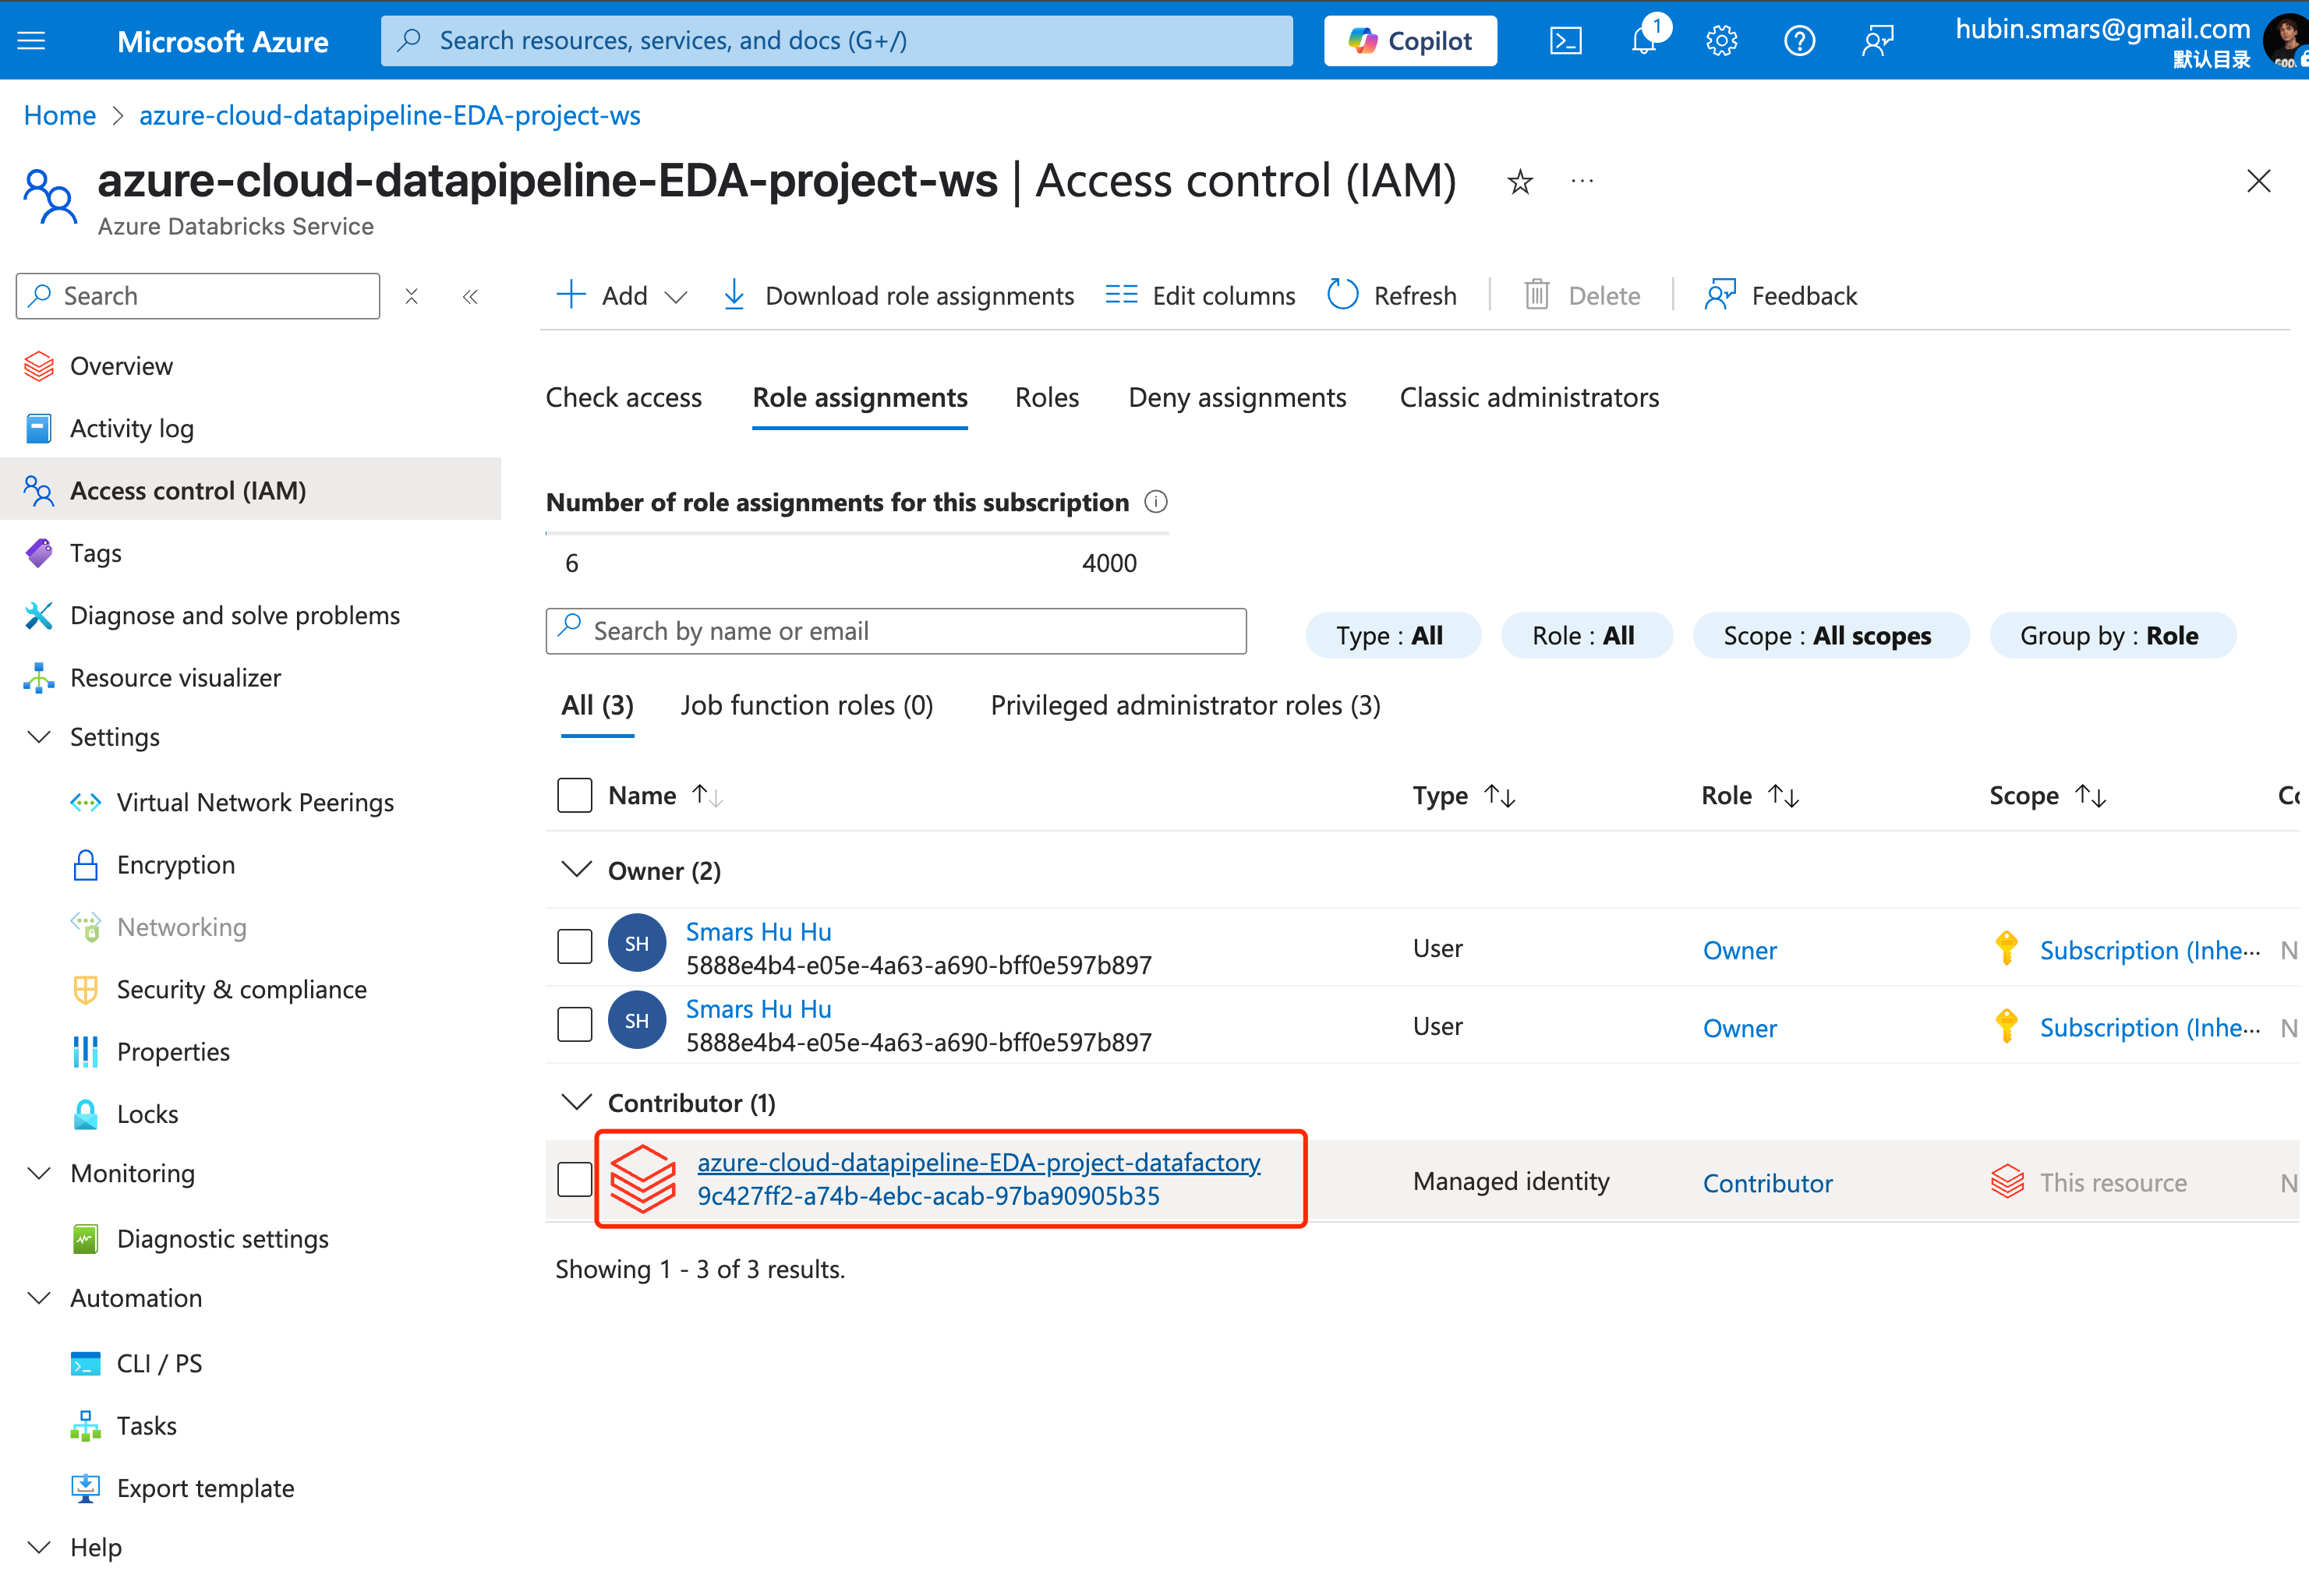 Microsoft Azure
Search resources, services, and docs (G+/)
Copilot
1
hubin.smars@gmail.com
默认目录
Home > azure-cloud-datapipeline-EDA-project-ws
azure-cloud-datapipeline-EDA-project-ws | Access control (IAM)
Azure Databricks Service
Search
Add
Download role assignments
Edit columns
Refresh
Delete
Feedback
Overview
Activity log
Access control (IAM)
Tags
Diagnose and solve problems
Resource visualizer
Settings
Virtual Network Peerings
Encryption
Networking
Security & compliance
Properties
Locks
Monitoring
Diagnostic settings
Automation
CLI / PS
Tasks
Export template
Help
Check access
Role assignments
Roles
Deny assignments
Classic administrators
Number of role assignments for this subscription
6
4000
Search by name or email
Type : All
Role : All
Scope : All scopes
Group by : Role
All (3)
Job function roles (0)
Privileged administrator roles (3)
Name
Type
Role
Scope
Owner (2)
SH
Smars Hu Hu
5888e4b4-e05e-4a63-a690-bff0e597b897
User
Owner
Subscription (Inhe...
N
SH
Smars Hu Hu
5888e4b4-e05e-4a63-a690-bff0e597b897
User
Owner
Subscription (Inhe...
N
Contributor (1)
azure-cloud-datapipeline-EDA-project-datafactory
9c427ff2-a74b-4ebc-acab-97ba90905b35
Managed identity
Contributor
This resource
N
Showing 1 - 3 of 3 results.